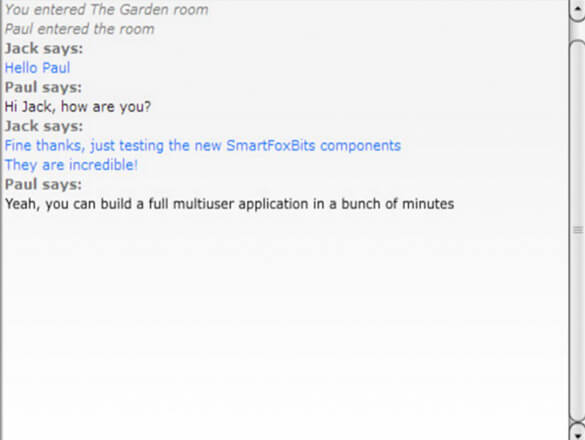 You entered The Garden room
Paul entered the room
Jack says:
Hello Paul
Paul says:
Hi Jack, how are you?
Jack says:
Fine thanks, just testing the new SmartFoxBits components
They are incredible!
Paul says:
Yeah, you can build a full multiuser application in a bunch of minutes